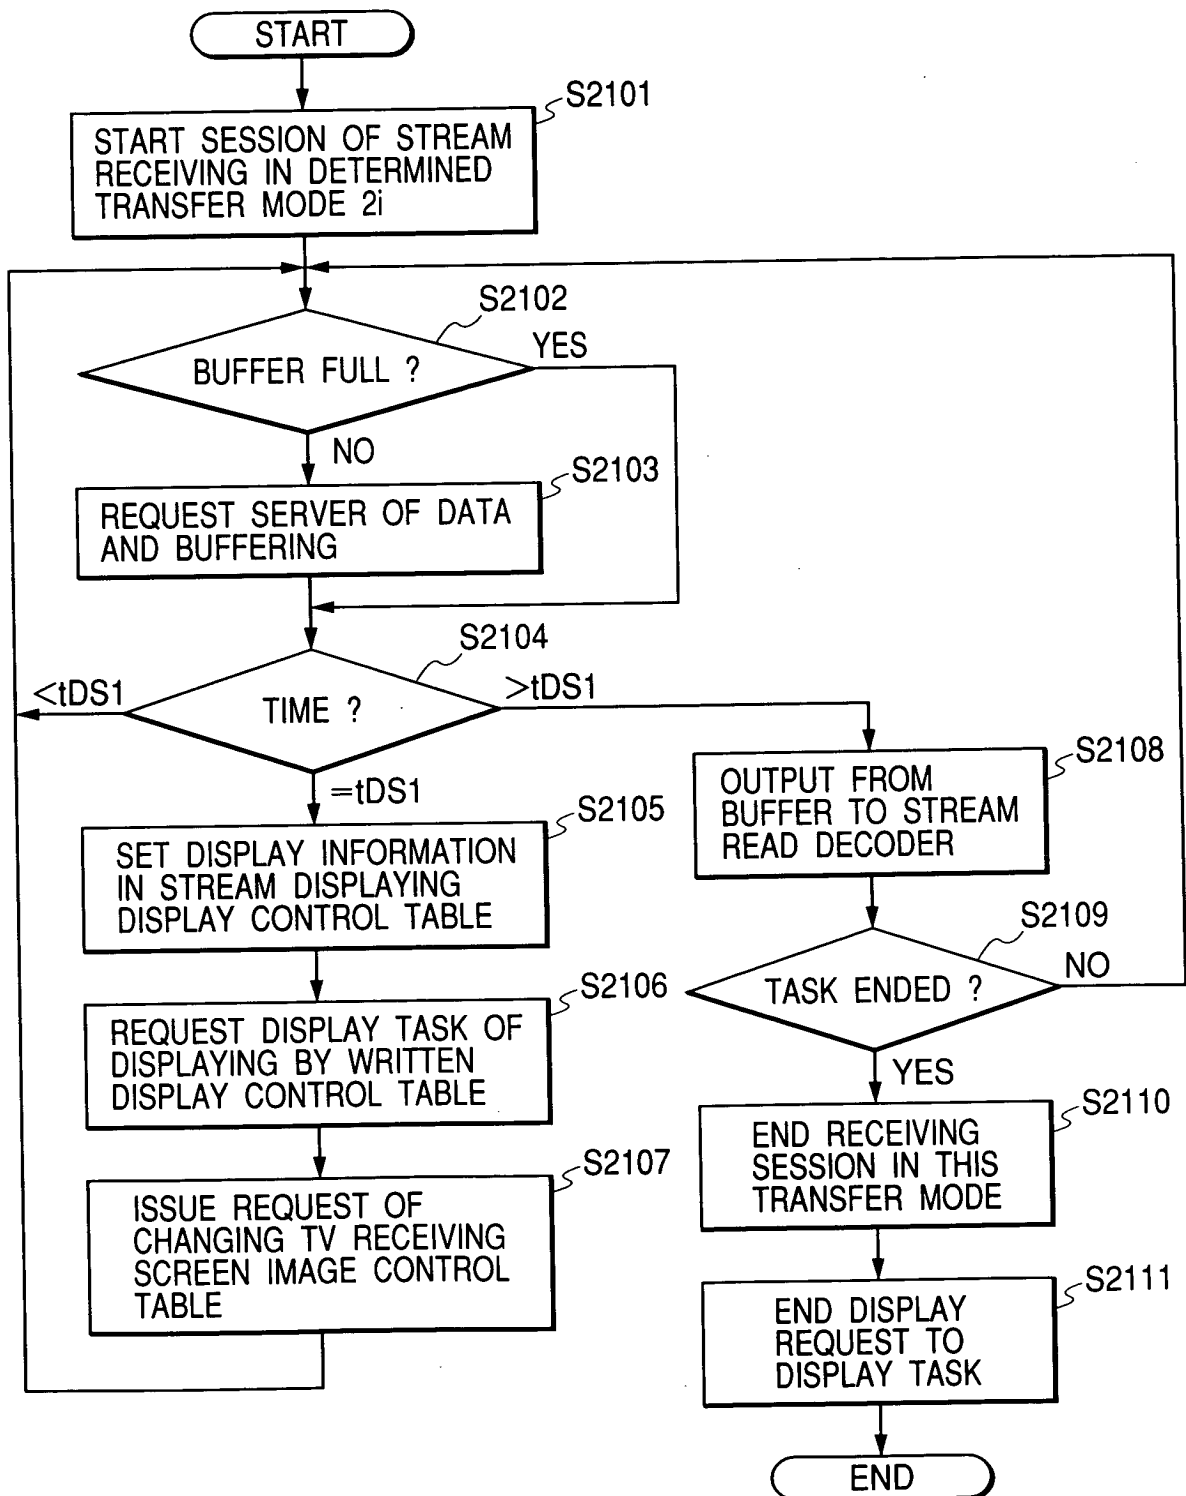 START
S2101
START SESSION OF STREAM
RECEIVING IN DETERMINED
TRANSFER MODE 2i
S2102
BUFFER FULL ?
YES
NO
S2103
REQUEST SERVER OF DATA
AND BUFFERING
S2104
TIME ?
<tDS1
>tDS1
=tDS1
S2105
SET DISPLAY INFORMATION
IN STREAM DISPLAYING
DISPLAY CONTROL TABLE
S2106
REQUEST DISPLAY TASK OF
DISPLAYING BY WRITTEN
DISPLAY CONTROL TABLE
S2107
ISSUE REQUEST OF
CHANGING TV RECEIVING
SCREEN IMAGE CONTROL
TABLE
S2108
OUTPUT FROM
BUFFER TO STREAM
READ DECODER
S2109
TASK ENDED ?
NO
YES
S2110
END RECEIVING
SESSION IN THIS
TRANSFER MODE
S2111
END DISPLAY
REQUEST TO
DISPLAY TASK
END